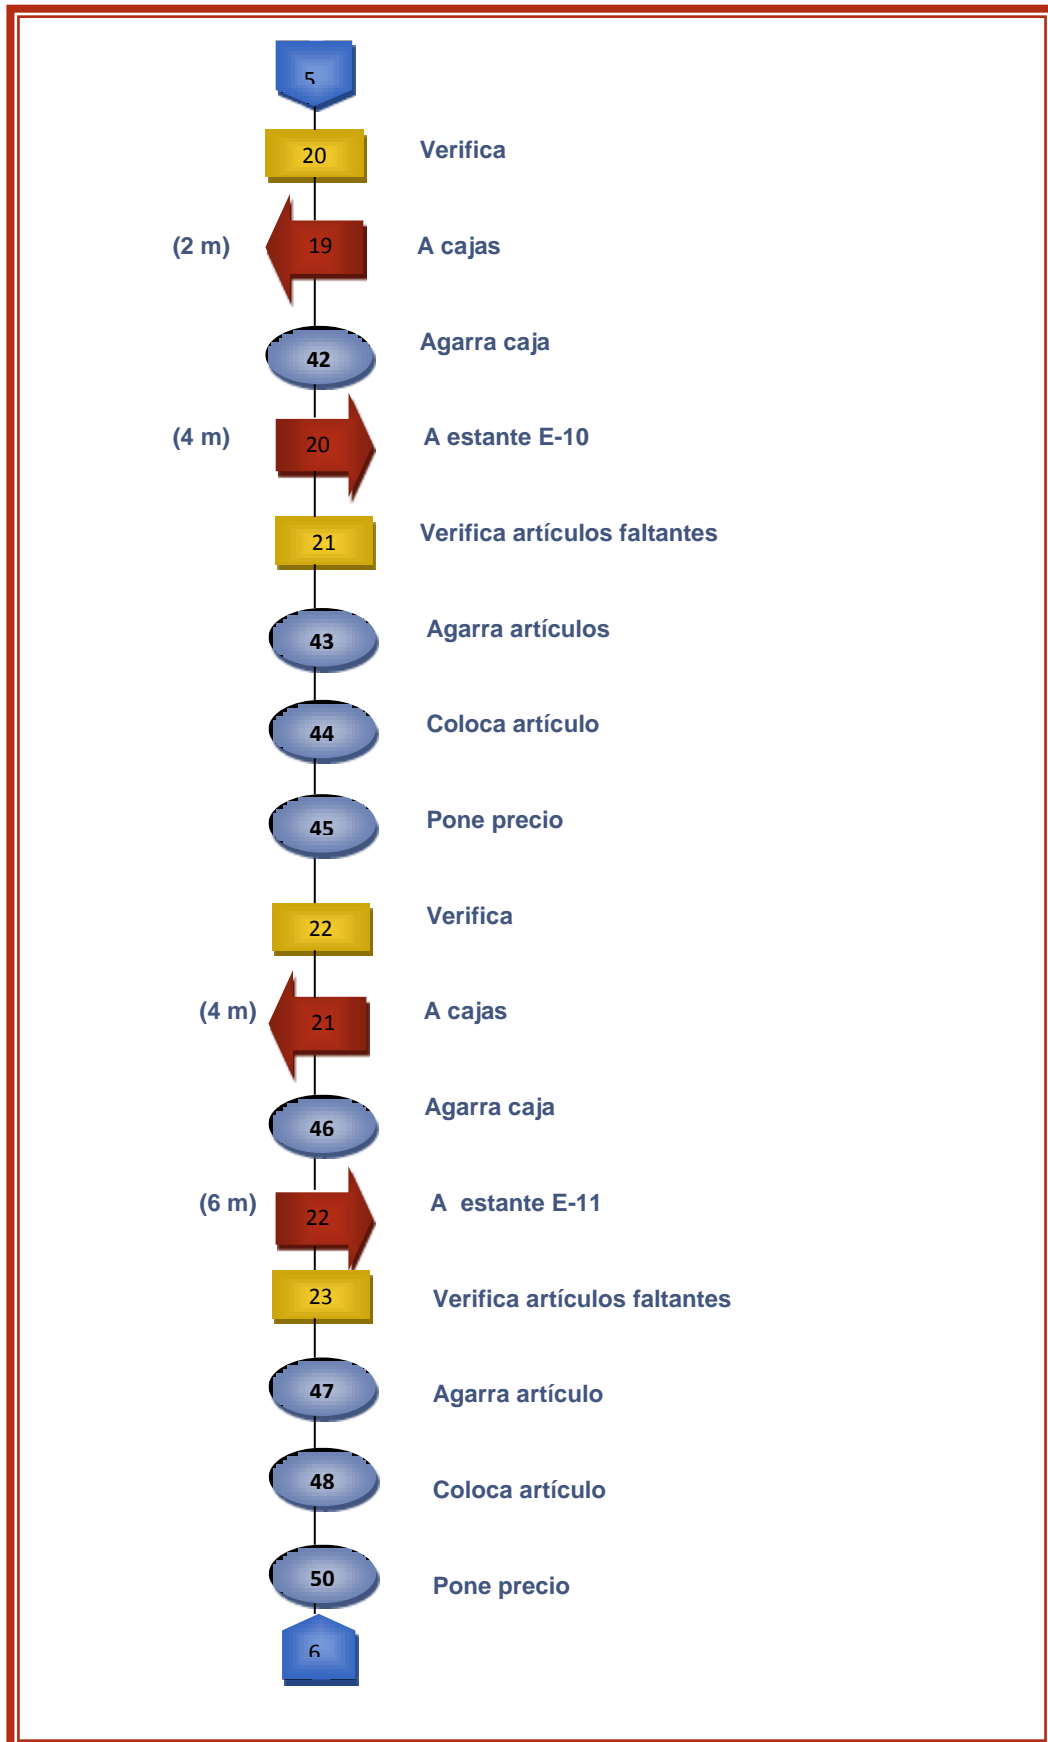 5
20 Verifica
(2 m) 19 A cajas
42 Agarra caja
(4 m) 20 A estante E-10
21 Verifica artículos faltantes
43 Agarra artículos
44 Coloca artículo
45 Pone precio
22 Verifica
(4 m) 21 A cajas
46 Agarra caja
(6 m) 22 A estante E-11
23 Verifica artículos faltantes
47 Agarra artículo
48 Coloca artículo
50 Pone precio
6